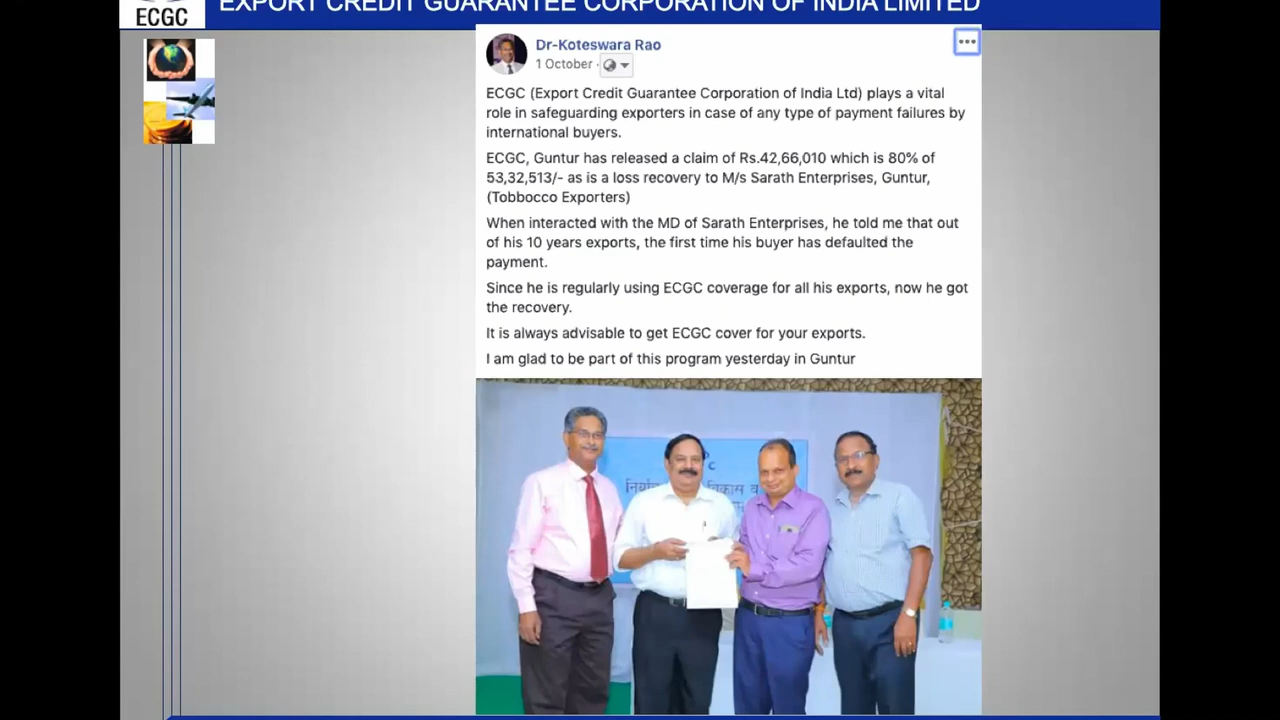 EXPORT CREDIT GUARANTEE CORPORATION OF INDIA LIMITED
ECGC
Dr-Koteswara Rao
1 October ·
ECGC (Export Credit Guarantee Corporation of India Ltd) plays a vital
role in safeguarding exporters in case of any type of payment failures by
international buyers.
ECGC, Guntur has released a claim of Rs.42,66,010 which is 80% of
53,32,513/- as is a loss recovery to M/s Sarath Enterprises, Guntur,
(Tobbocco Exporters)
When interacted with the MD of Sarath Enterprises, he told me that out
of his 10 years exports, the first time his buyer has defaulted the
payment.
Since he is regularly using ECGC coverage for all his exports, now he got
the recovery.
It is always advisable to get ECGC cover for your exports.
I am glad to be part of this program yesterday in Guntur